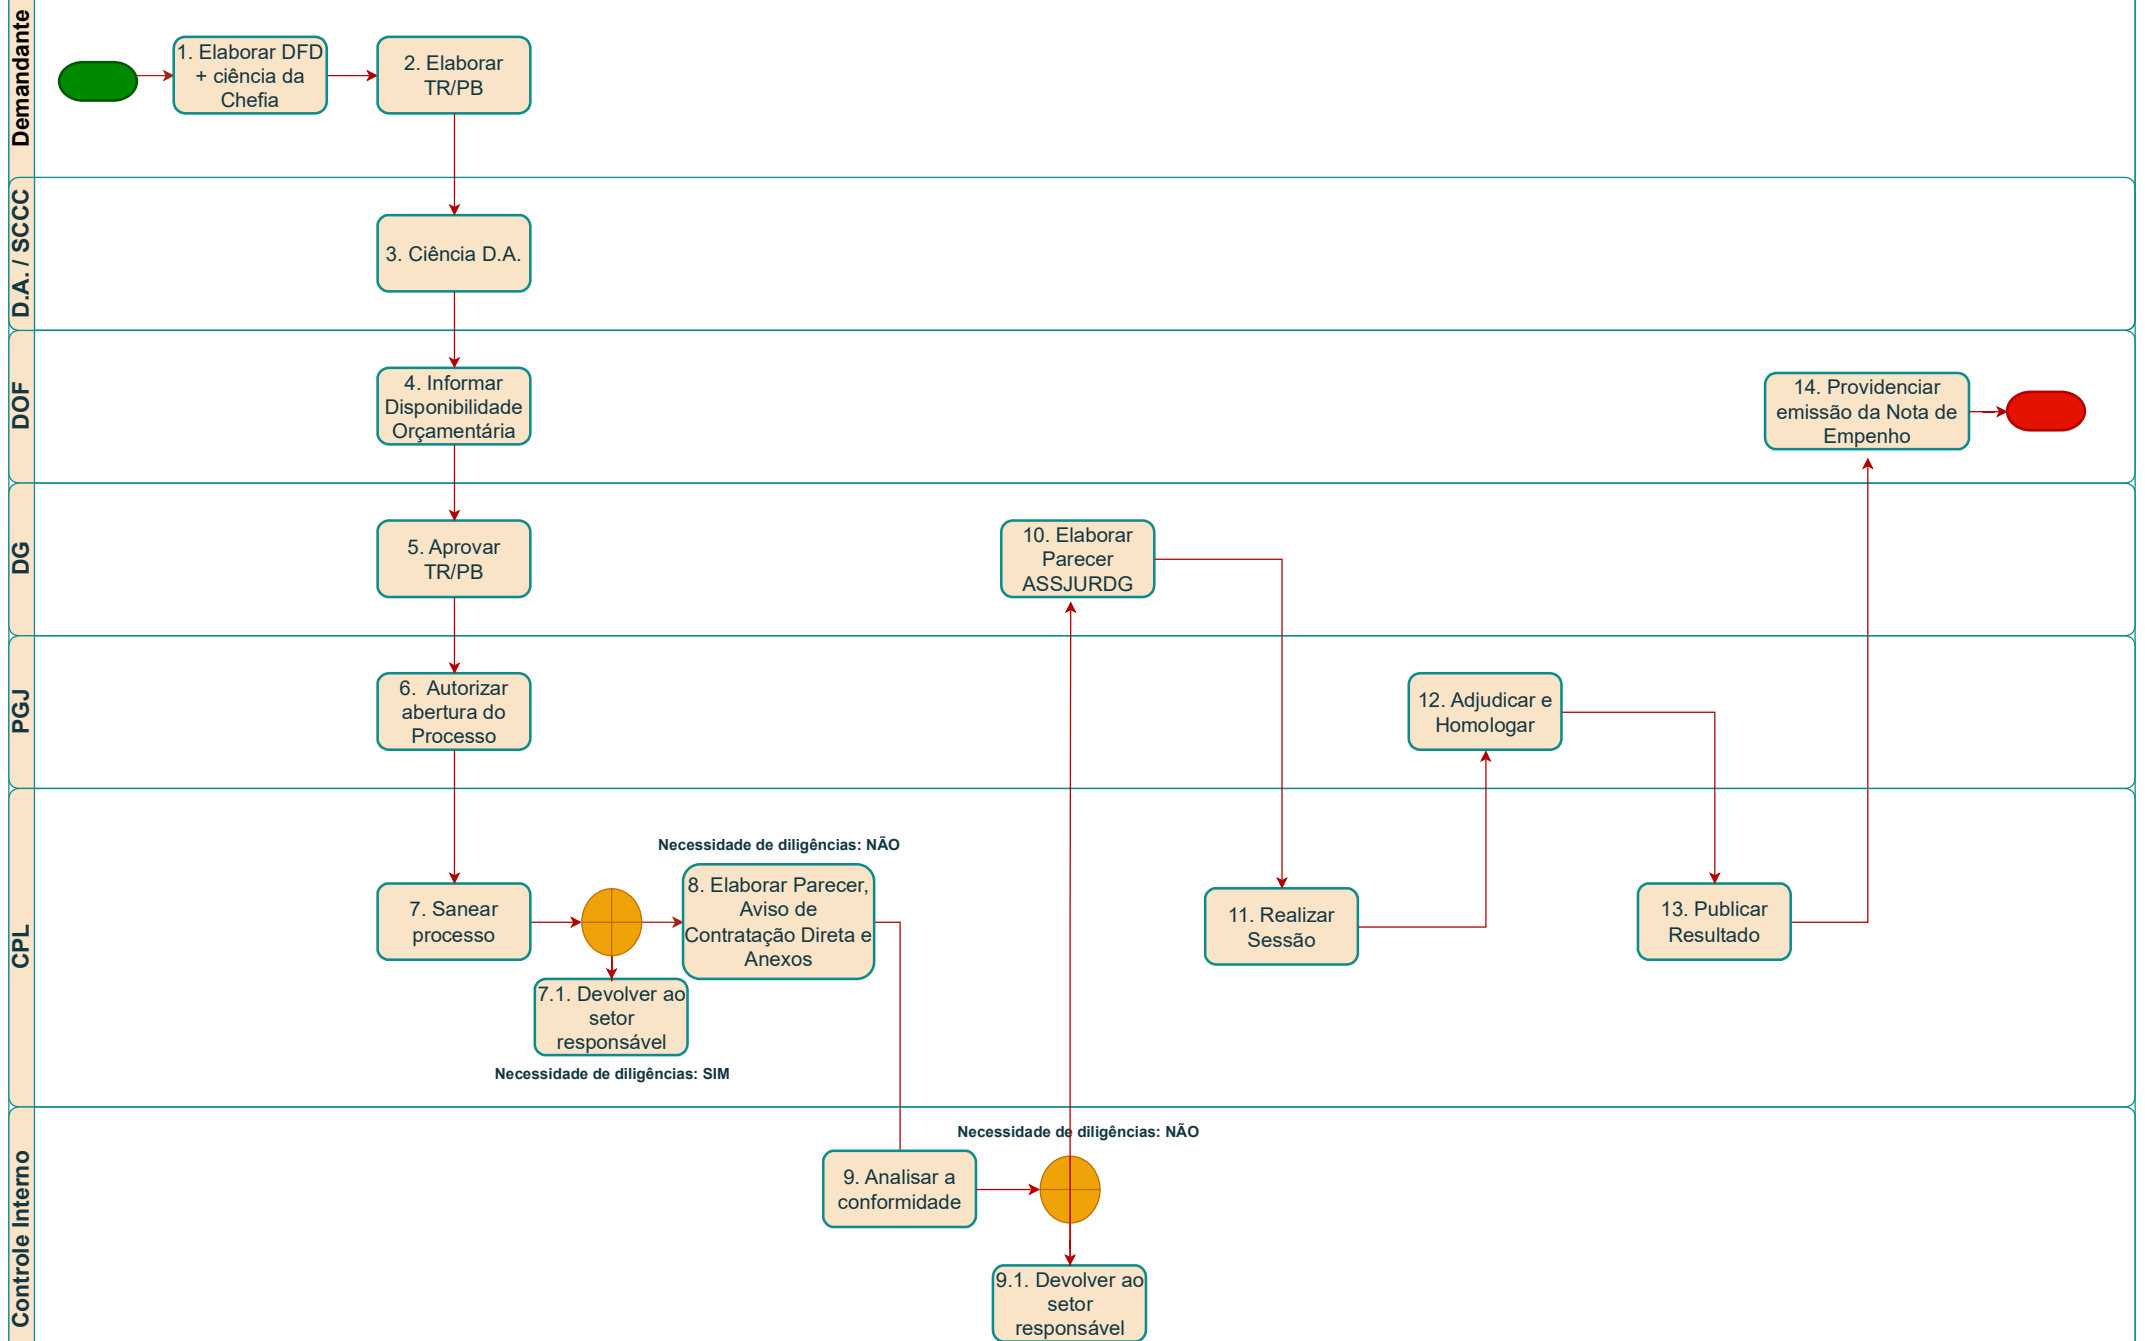 Demandante
1. Elaborar DFD
+ ciência da
Chefia
2. Elaborar
TR/PB
D.A. / SCCC
3. Ciência D.A.
DOF
4. Informar
Disponibilidade
Orçamentária
14. Providenciar
emissão da Nota de
Empenho
DG
5. Aprovar
TR/PB
10. Elaborar
Parecer
ASSJURDG
PGJ
6. Autorizar
abertura do
Processo
12. Adjudicar e
Homologar
CPL
7. Sanear
processo
Necessidade de diligências: NÃO
8. Elaborar Parecer,
Aviso de
Contratação Direta e
Anexos
7.1. Devolver ao
setor
responsável
Necessidade de diligências: SIM
11. Realizar
Sessão
13. Publicar
Resultado
Controle Interno
9. Analisar a
conformidade
Necessidade de diligências: NÃO
9.1. Devolver ao
setor
responsável